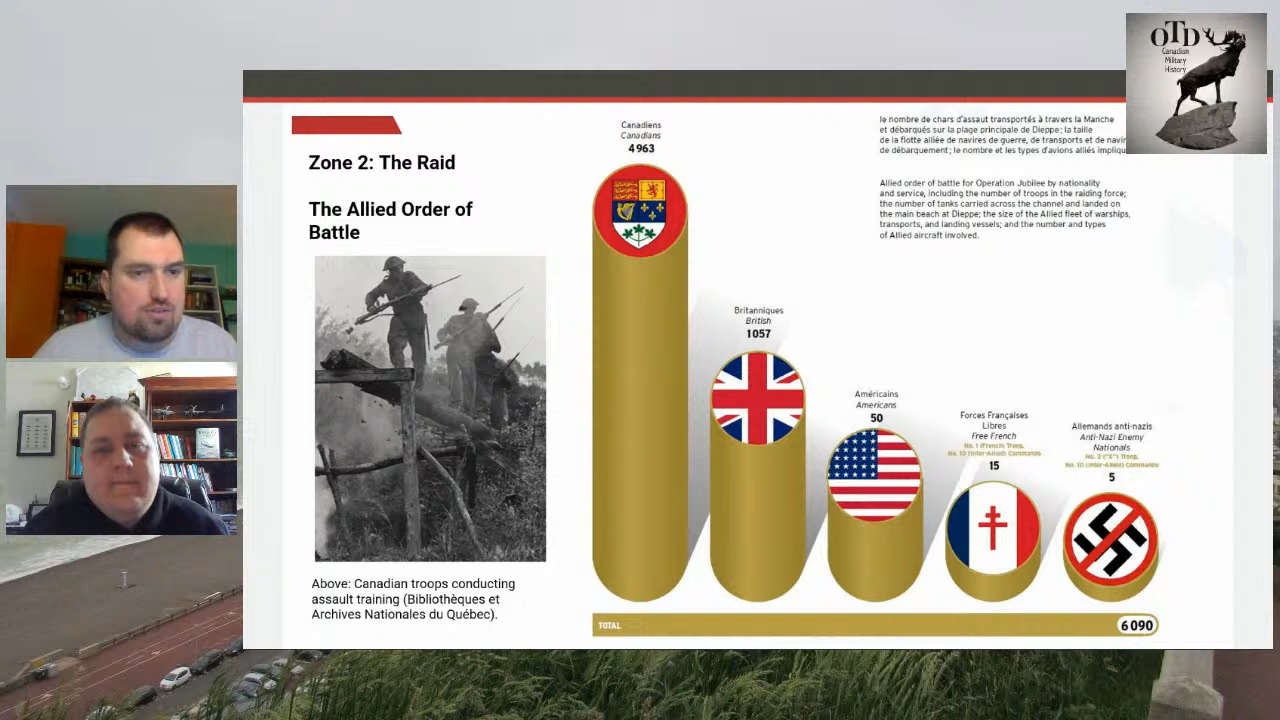 OTD
Canadian
Military
History
Zone 2: The Raid
The Allied Order of
Battle
Above: Canadian troops conducting
assault training (Bibliothèques et
Archives Nationales du Québec).
Canadiens
Canadians
4 963
Britanniques
British
1057
Américains
Americans
50
Forces Françaises
Libres
Free French
No. 1 (French) Troop,
No. 10 (Inter-Allied) Commando
15
Allemands anti-nazis
Anti-Nazi Enemy
Nationals
No. 3 ("X") Troop,
No. 10 (Inter-Allied) Commando
5
le nombre de chars d'assaut transportés à travers la Manche
et débarqués sur la plage principale de Dieppe ; la taille
de la flotte alliée de navires de guerre, de transports et de navir
de débarquement ; le nombre et les types d'avions alliés impliqu
Allied order of battle for Operation Jubilee by nationality
and service, including the number of troops in the raiding force;
the number of tanks carried across the channel and landed on
the main beach at Dieppe; the size of the Allied fleet of warships,
transports, and landing vessels; and the number and types
of Allied aircraft involved.
TOTAL
6 090